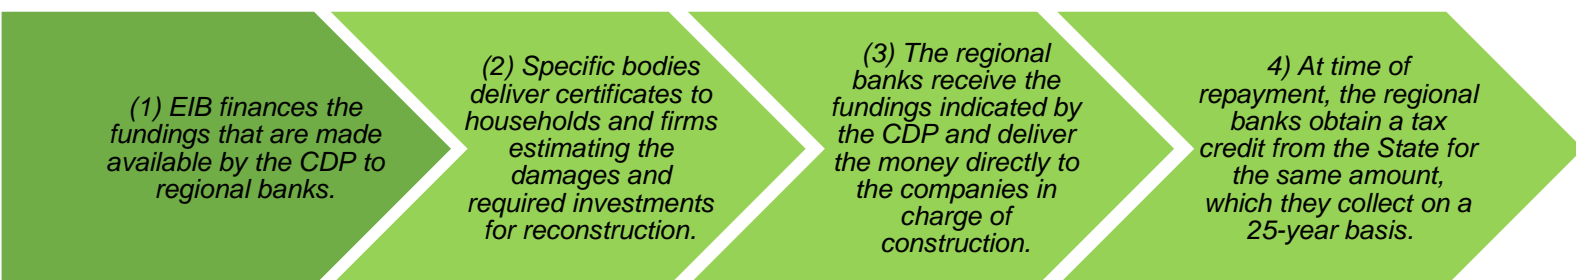 (1) EIB finances the
fundings that are made
available by the CDP to
regional banks.
(2) Specific bodies
deliver certificates to
households and firms
estimating the
damages and
required investments
for reconstruction.
(3) The regional
banks receive the
fundings indicated by
the CDP and deliver
the money directly to
the companies in
charge of
construction.
4) At time of
repayment, the regional
banks obtain a tax
credit from the State for
the same amount,
which they collect on a
25-year basis.